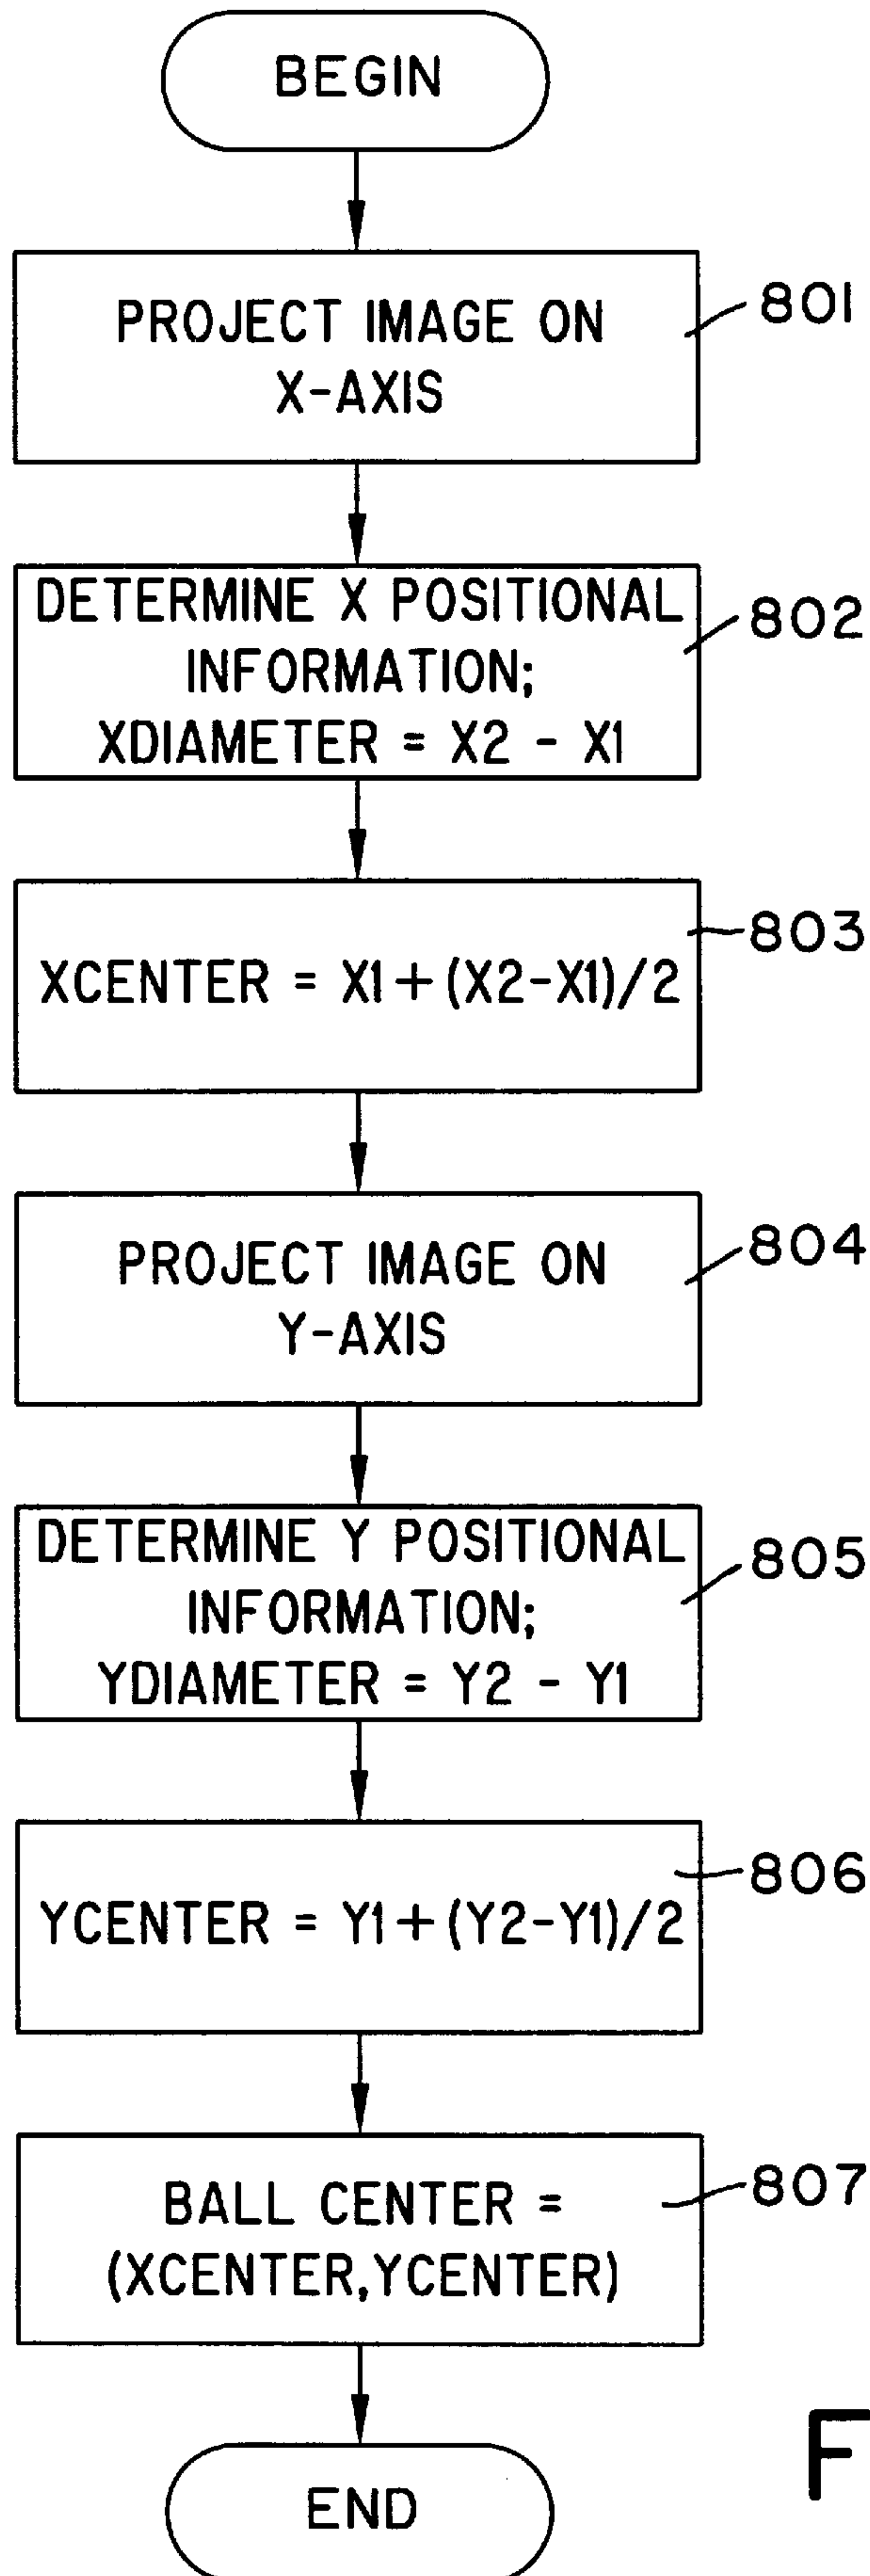 BEGIN
PROJECT IMAGE ON
X-AXIS
801
DETERMINE X POSITIONAL
INFORMATION;
XDIAMETER = X2 - X1
802
XCENTER = X1+(X2-X1)/2
803
PROJECT IMAGE ON
Y-AXIS
804
DETERMINE Y POSITIONAL
INFORMATION;
YDIAMETER = Y2 - Y1
805
YCENTER = Y1+(Y2-Y1)/2
806
BALL CENTER =
(XCENTER,YCENTER)
807
END
F